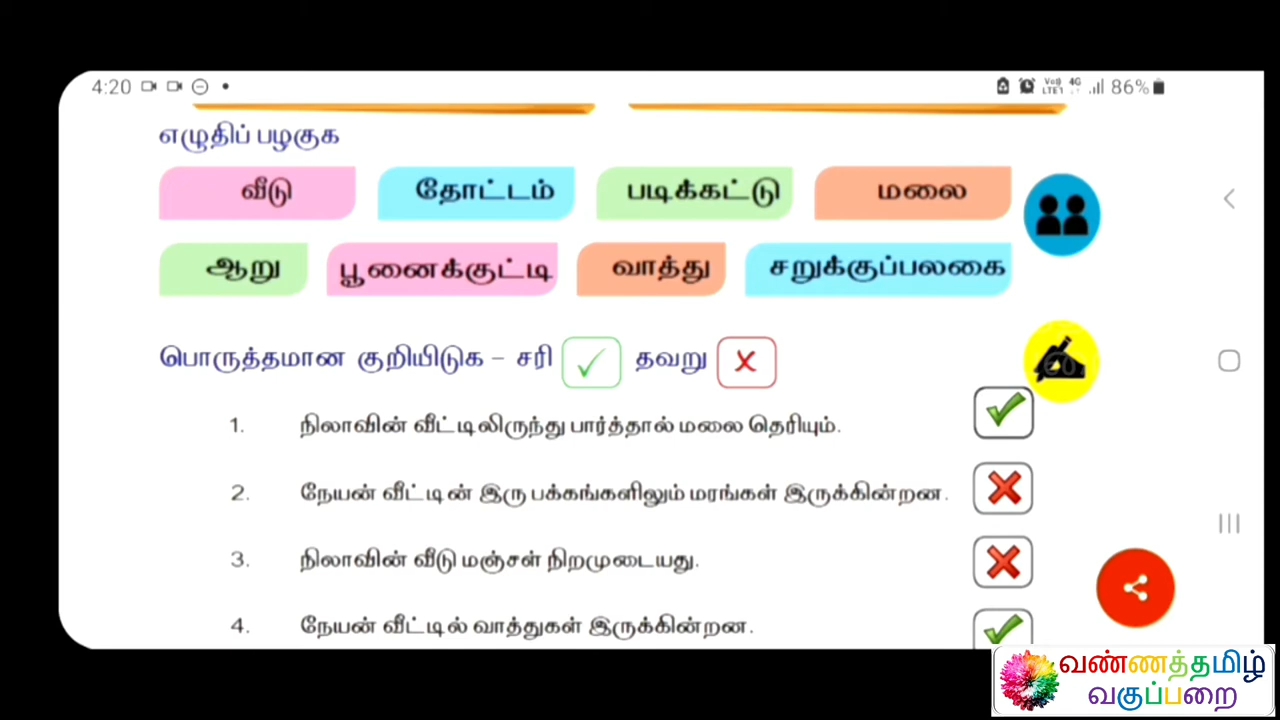 4:20 86%
எழுதிப் பழகுக
வீடு தோட்டம் படிக்கட்டு மலை
ஆறு பூனைக்குட்டி வாத்து சறுக்குப்பலகை
பொருத்தமான குறியிடுக – சரி ✓ தவறு ✗
1. நிலாவின் வீட்டிலிருந்து பார்த்தால் மலை தெரியும்.
2. நேயன் வீட்டின் இரு பக்கங்களிலும் மரங்கள் இருக்கின்றன.
3. நிலாவின் வீடு மஞ்சள் நிறமுடையது.
4. நேயன் வீட்டில் வாத்துகள் இருக்கின்றன.
வண்ணத்தமிழ்
வகுப்பறை